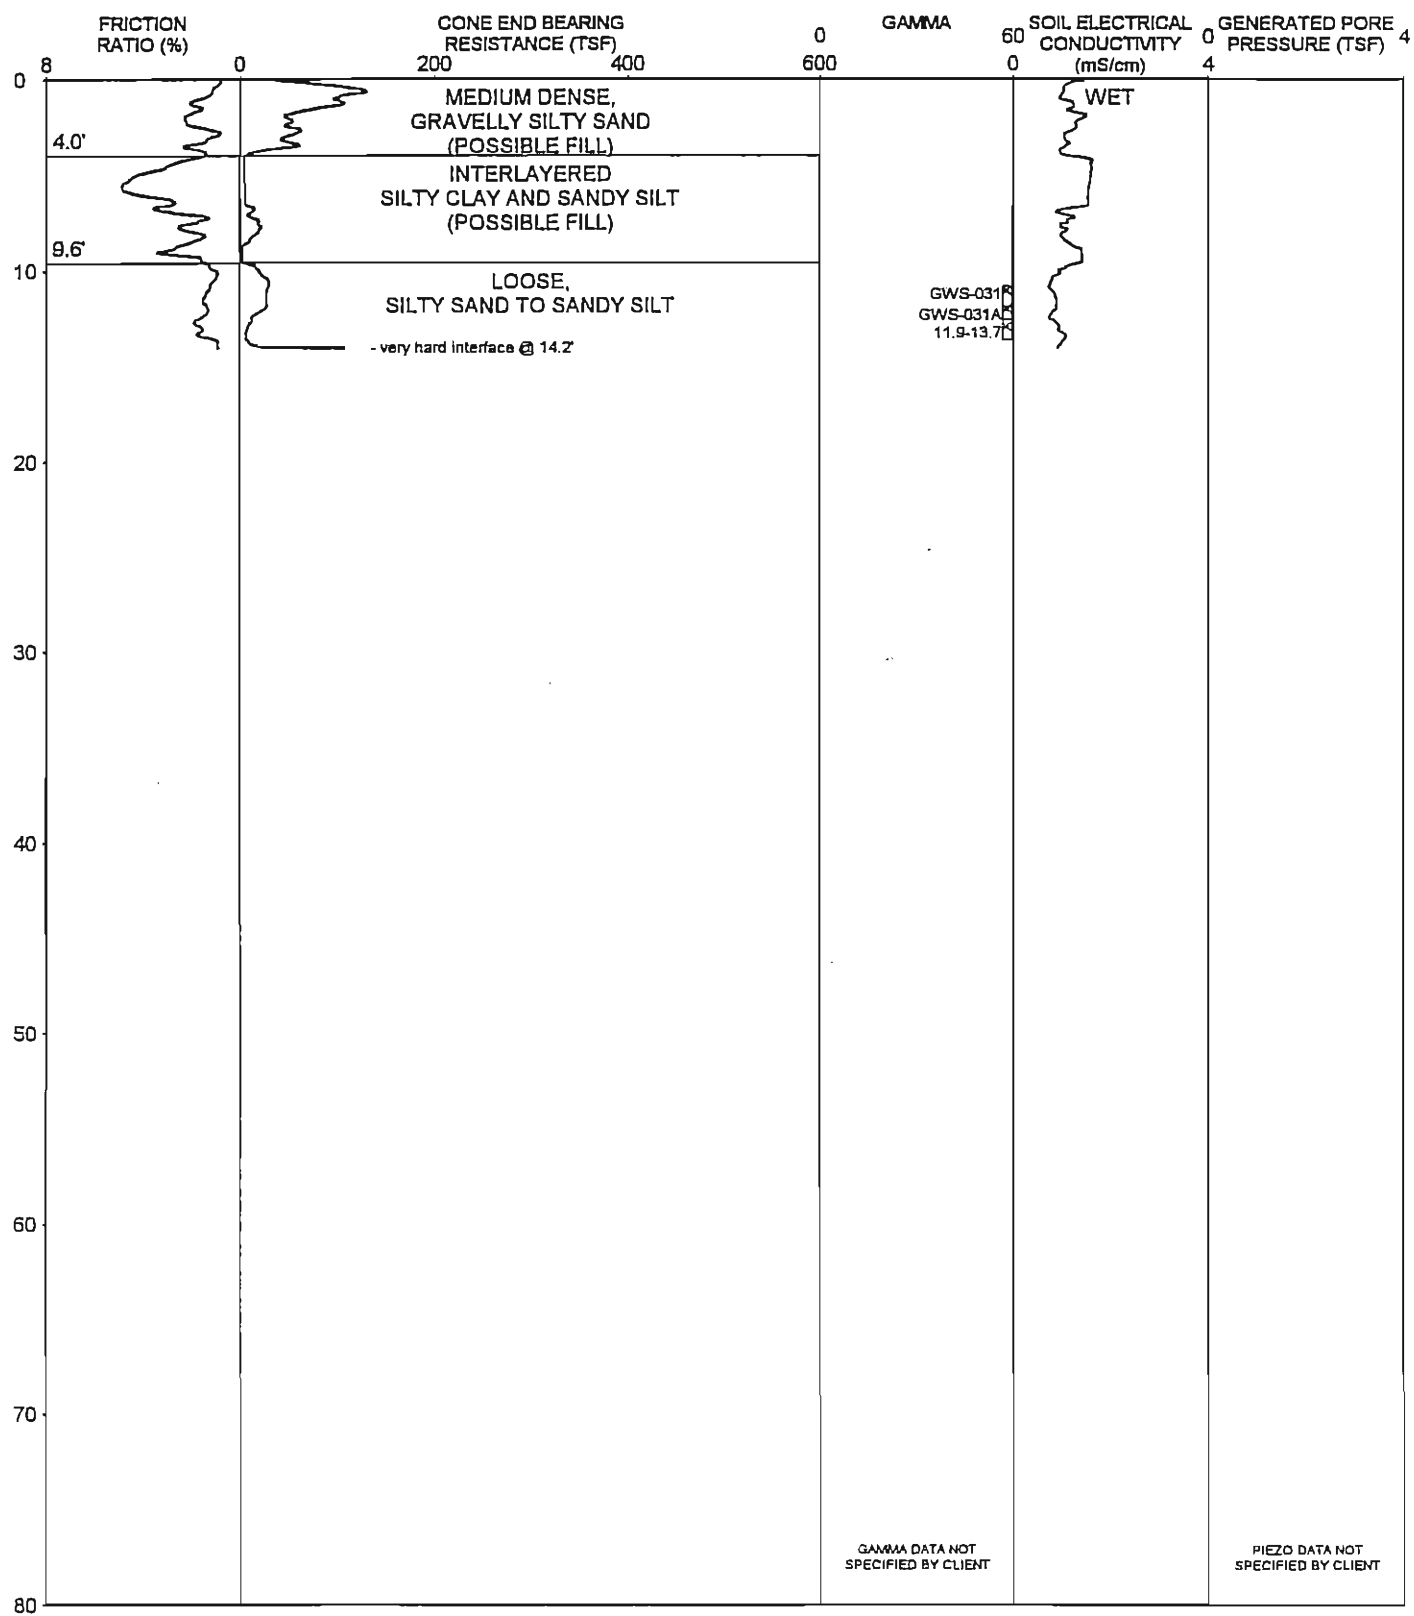 FRICTION
RATIO (%)
CONE END BEARING
RESISTANCE (TSF)
GAMMA
SOIL ELECTRICAL
CONDUCTIVITY
(mS/cm)
GENERATED PORE
PRESSURE (TSF)
8
0
200
400
600
0
60
0
4
0
4
0
10
20
30
40
50
60
70
80
MEDIUM DENSE,
GRAVELLY SILTY SAND
(POSSIBLE FILL)
WET
4.0'
INTERLAYERED
SILTY CLAY AND SANDY SILT
(POSSIBLE FILL)
9.6'
LOOSE,
SILTY SAND TO SANDY SILT
- very hard interface @ 14.2'
GWS-031
GWS-031A
11.9-13.7
GAMMA DATA NOT
SPECIFIED BY CLIENT
PIEZO DATA NOT
SPECIFIED BY CLIENT